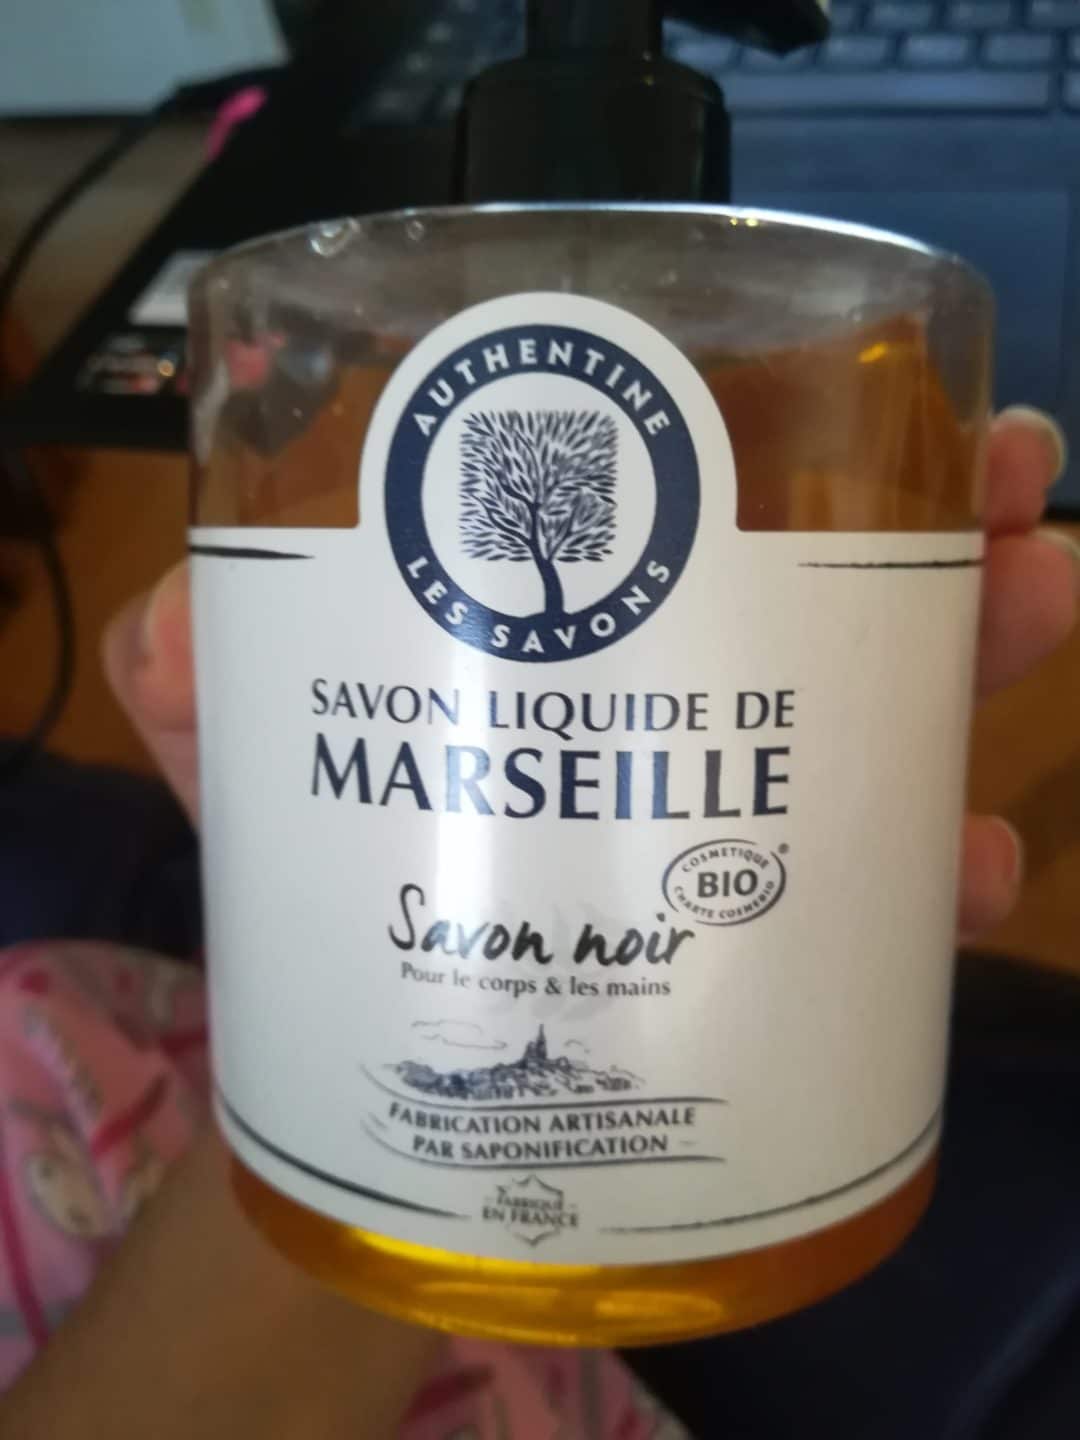 AUTHENTINE
LES SAVONS
SAVON LIQUIDE DE
MARSEILLE
COSMETIQUE
BIO
CHARTE COSMEBIO
®
Savon noir
Pour le corps & les mains
FABRICATION ARTISANALE
PAR SAPONIFICATION
FABRIQUÉ
EN FRANCE